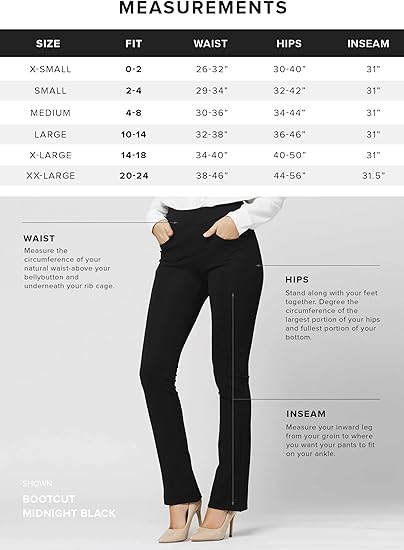 MEASUREMENTS
SIZE FIT WAIST HIPS INSEAM
X-SMALL 0-2 26-32" 30-40" 31"
SMALL 2-4 29-34" 32-42" 31"
MEDIUM 4-8 30-36" 34-44" 31"
LARGE 10-14 32-38" 36-46" 31"
X-LARGE 14-18 34-40" 40-50" 31"
XX-LARGE 20-24 38-46" 44-56" 31.5"
WAIST
Measure the
circumference of your
natural waist-above your
bellybutton and
underneath your rib cage.
HIPS
Stand along with your feet
together. Degree the
circumference of the
largest portion of your hips
and fullest portion of your
bottom.
INSEAM
Measure your inward leg
from your groin to where
you want your pants to fit
on your ankle.
SHOWN
BOOTCUT
MIDNIGHT BLACK